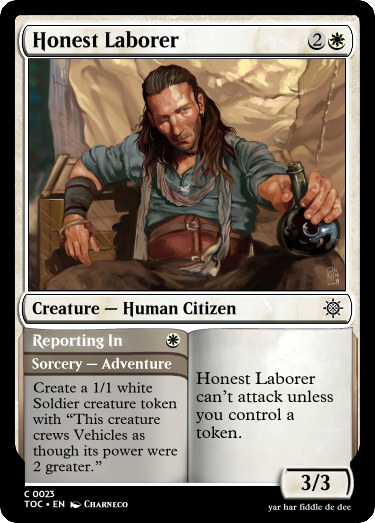 Honest Laborer 2
Creature — Human Citizen
Reporting In
Sorcery — Adventure
Create a 1/1 white
Soldier creature token
with “This creature
crews Vehicles as
though its power were
2 greater.”
Honest Laborer
can’t attack unless
you control a
token.
3/3
C 0023
TOC • EN Charneco
yar har fiddle de dee